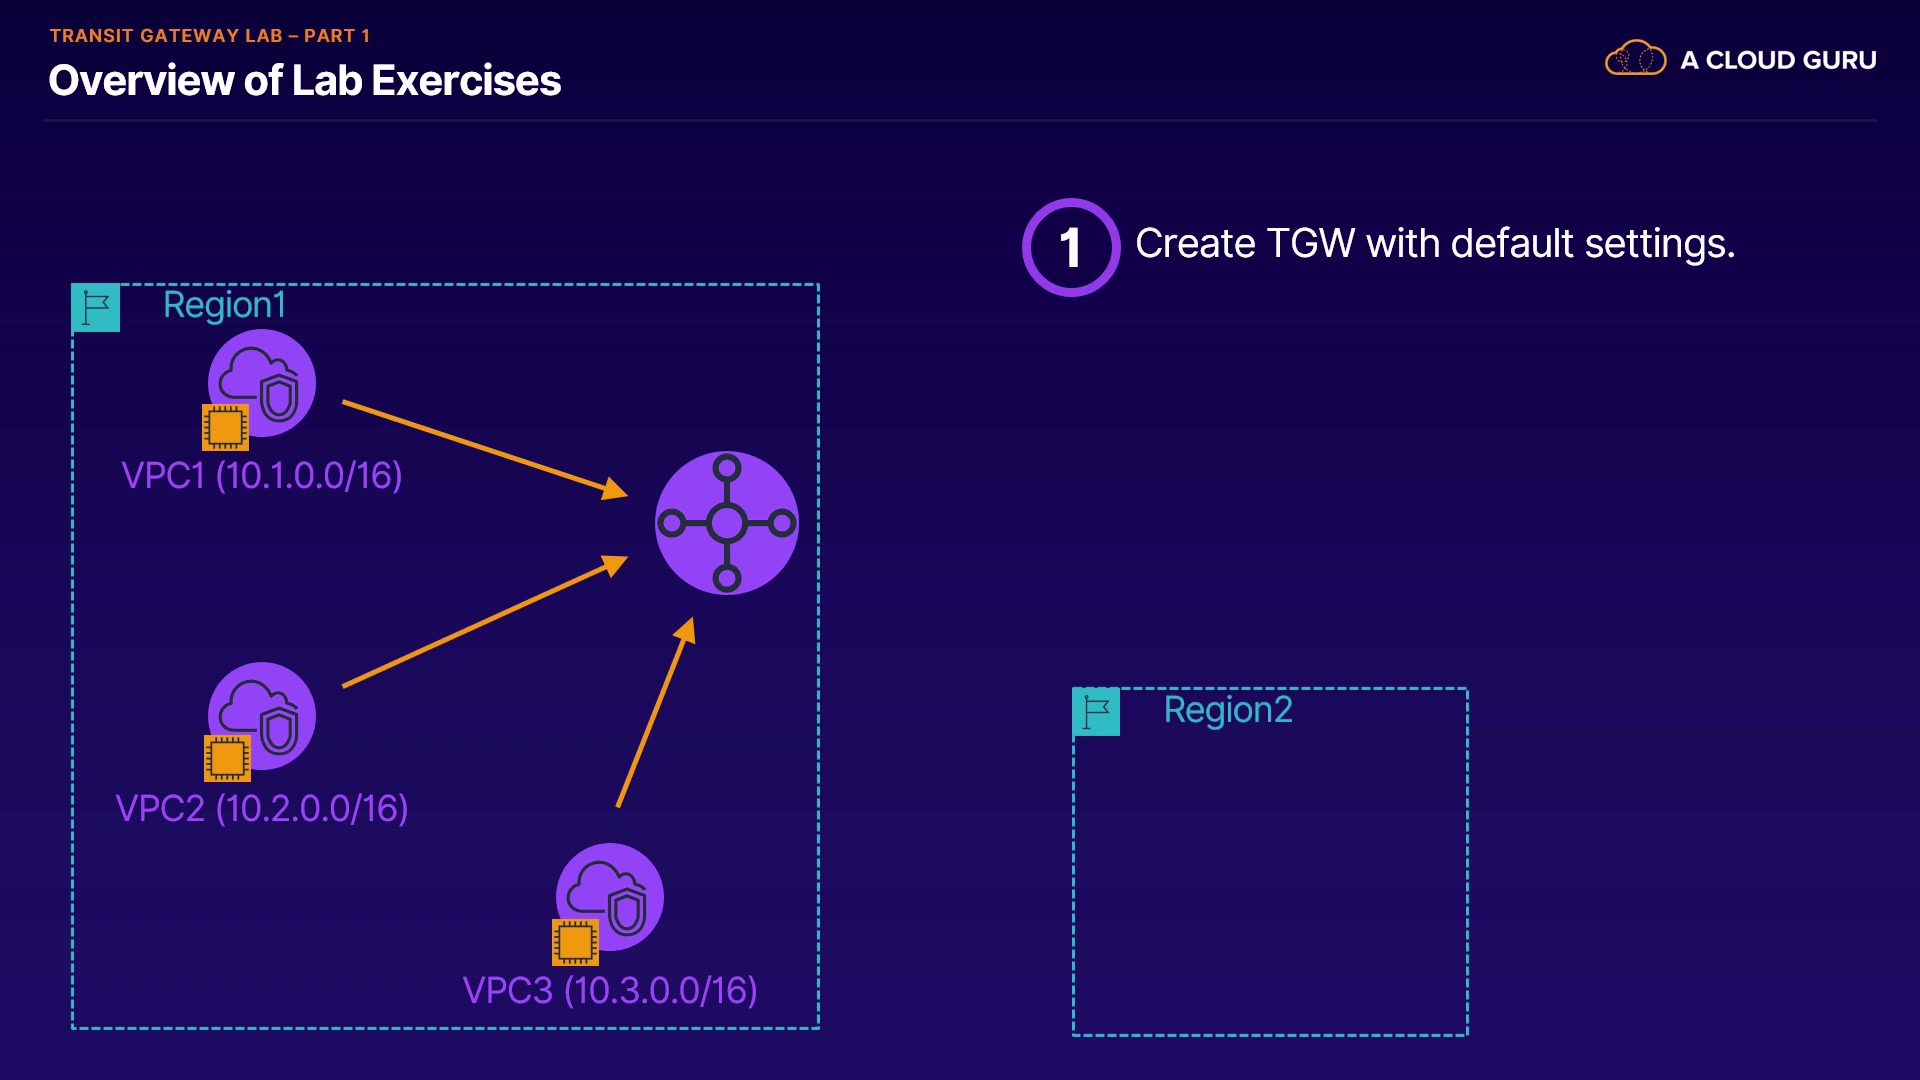 TRANSIT GATEWAY LAB – PART 1
Overview of Lab Exercises
A CLOUD GURU
1
Create TGW with default settings.
Region1
VPC1 (10.1.0.0/16)
VPC2 (10.2.0.0/16)
VPC3 (10.3.0.0/16)
Region2